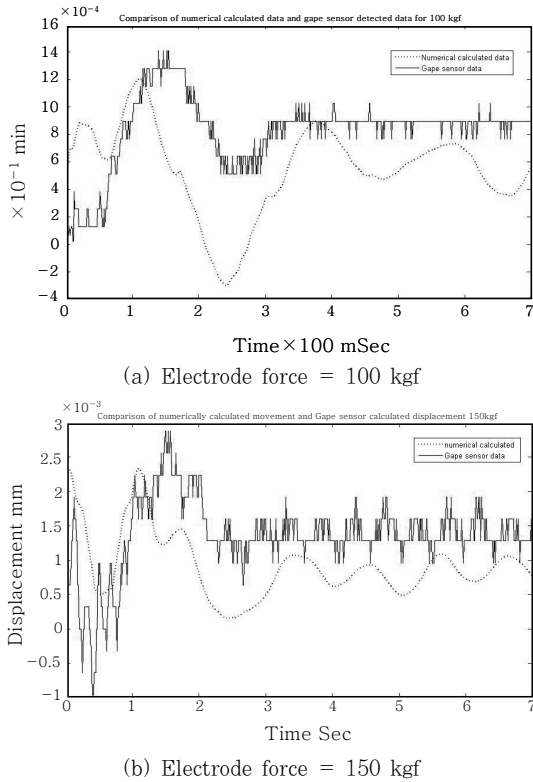 Comparison of numerical calculated data and gape sensor detected data for 100 kgf
×10⁻⁴
16
14
12
10
8
6
4
2
0
−2
−4
×10⁻¹ min
Numerical calculated data
Gape sensor data
0 1 2 3 4 5 6 7
Time×100 mSec
(a) Electrode force = 100 kgf
Comparison of numerically calculated movement and Gape sensor calculated displacement 150kgf
×10⁻³
3
2.5
2
1.5
1
0.5
0
−0.5
−1
Displacement mm
numerical calculated
Gape sensor data
0 1 2 3 4 5 6 7
Time Sec
(b) Electrode force = 150 kgf